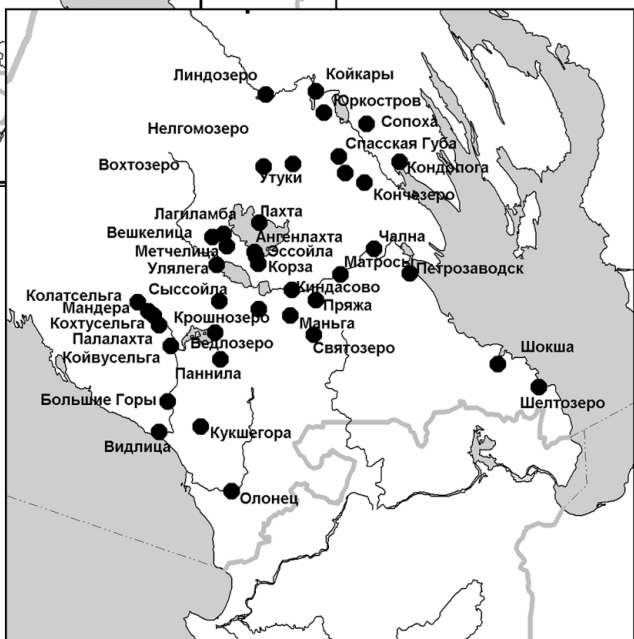 Линдозеро
Койкары
Юркостров
Сопоха
Нелгомозеро
Спасская Губа
Вохтозеро
Утуки
Кондопога
Кончезеро
Лагиламба
Пахта
Вешкелица
Ангенлахта
Чална
Метчелица
Эссойла
Улялега
Корза
Матросы
Петрозаводск
Сыссойла
Киндасово
Колатсельга
Мандера
Пряжа
Кохтусельга
Крошнозеро
Маньга
Палалахта
Ведлозеро
Святозеро
Койвусельга
Шокша
Паннила
Большие Горы
Шелтозеро
Кукшегора
Видлица
Олонец